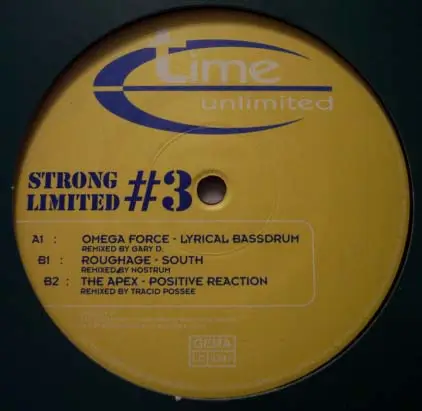 time
unlimited
STRONG
LIMITED #3
A1 : OMEGA FORCE - LYRICAL BASSDRUM
REMIXED BY GARY D.
B1 : ROUGHAGE - SOUTH
REMIXED BY NOSTRUM
B2 : THE APEX - POSITIVE REACTION
REMIXED BY TRACID POSSEE
GEMA